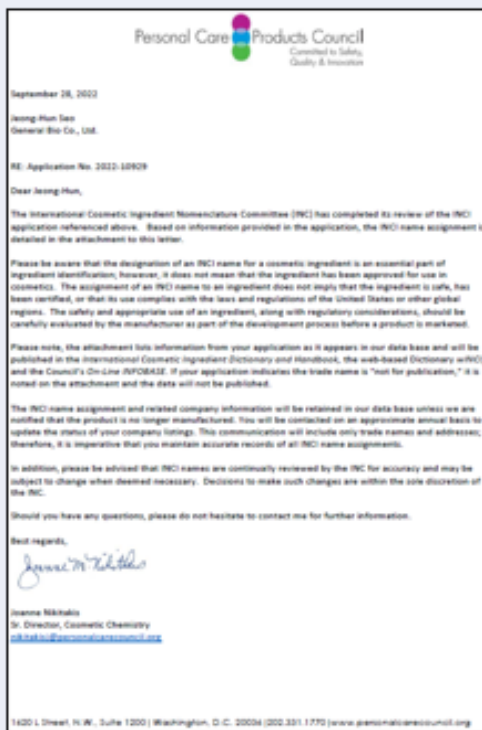 Personal Care Products Council
Committed to Safety,
Quality & Innovation
September 28, 2022
Jeong-Hun Seo
General Bio Co., Ltd.
RE: Application No. 2022-10929
Dear Jeong-Hun,
The International Cosmetic Ingredient Nomenclature Committee (INC) has completed its review of the INCI
application referenced above. Based on information provided in the application, the INCI name assignment is
detailed in the attachment to this letter.
Please be aware that the designation of an INCI name for a cosmetic ingredient is an essential part of
ingredient identification; however, it does not mean that the ingredient has been approved for use in
cosmetics. The assignment of an INCI name to an ingredient does not imply that the ingredient is safe, has
been certified, or that its use complies with the laws and regulations of the United States or other global
regions. The safety and appropriate use of an ingredient, along with regulatory considerations, should be
carefully evaluated by the manufacturer as part of the development process before a product is marketed.
Please note, the attachment lists information from your application as it appears in our data base and will be
published in the International Cosmetic Ingredient Dictionary and Handbook, the web-based Dictionary wINCI
and the Council's On-Line INFOBASE. If your application indicates the trade name is "not for publication," it is
noted on the attachment and the data will not be published.
The INCI name assignment and related company information will be retained in our data base unless we are
notified that the product is no longer manufactured. You will be contacted on an approximate annual basis to
update the status of your company listings. This communication will include only trade names and addresses;
therefore, it is imperative that you maintain accurate records of all INCI name assignments.
In addition, please be advised that INCI names are continually reviewed by the INC for accuracy and may be
subject to change when deemed necessary. Decisions to make such changes are within the sole discretion of
the INC.
Should you have any questions, please do not hesitate to contact me for further information.
Best regards,
Joanne M Nikitakis
Joanne Nikitakis
Sr. Director, Cosmetic Chemistry
nikitakisj@personalcarecouncil.org
1620 L Street, N.W., Suite 1200 | Washington, D.C. 20036 |202.331.1770 |www.personalcarecouncil.org